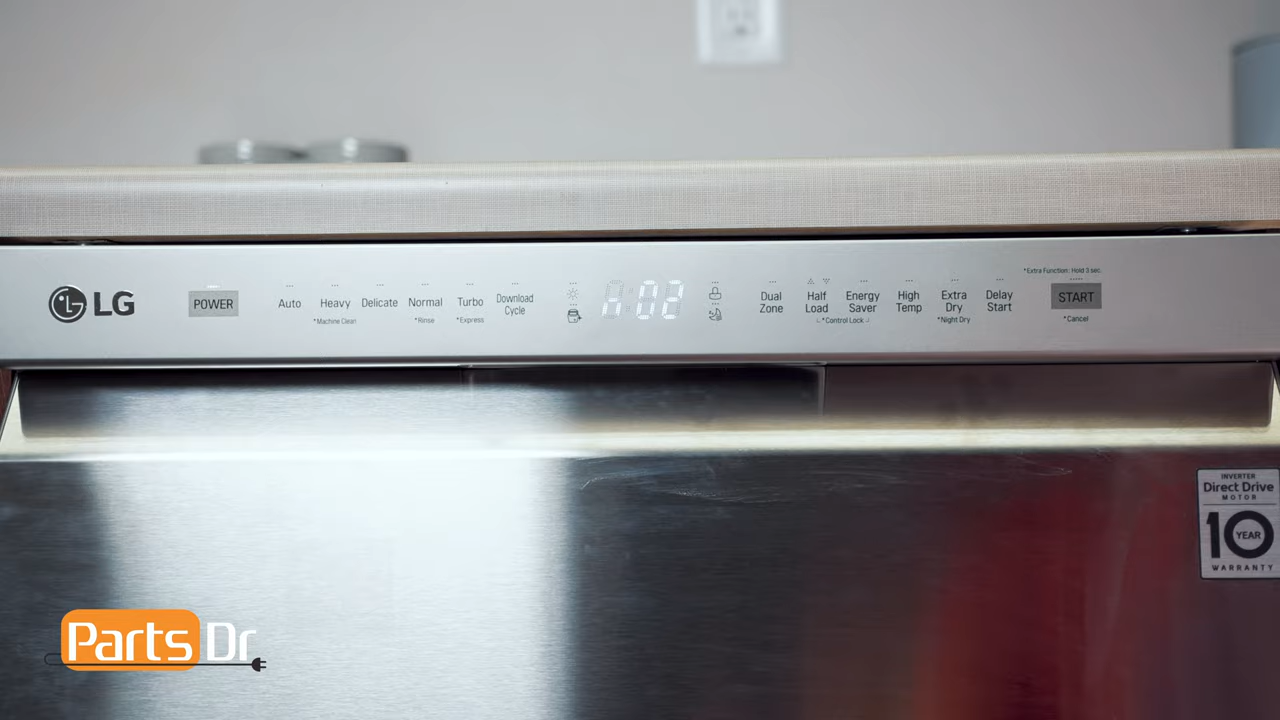 LG
POWER
Auto
Heavy
*Machine Clean
Delicate
Normal
*Rinse
Turbo
*Express
Download
Cycle
H:02
Dual
Zone
Half
Load
Energy
Saver
*Control Lock
High
Temp
Extra
Dry
*Night Dry
Delay
Start
*Extra Function: Hold 3 sec.
START
*Cancel
INVERTER
Direct Drive
MOTOR
10 YEAR
WARRANTY
Parts Dr